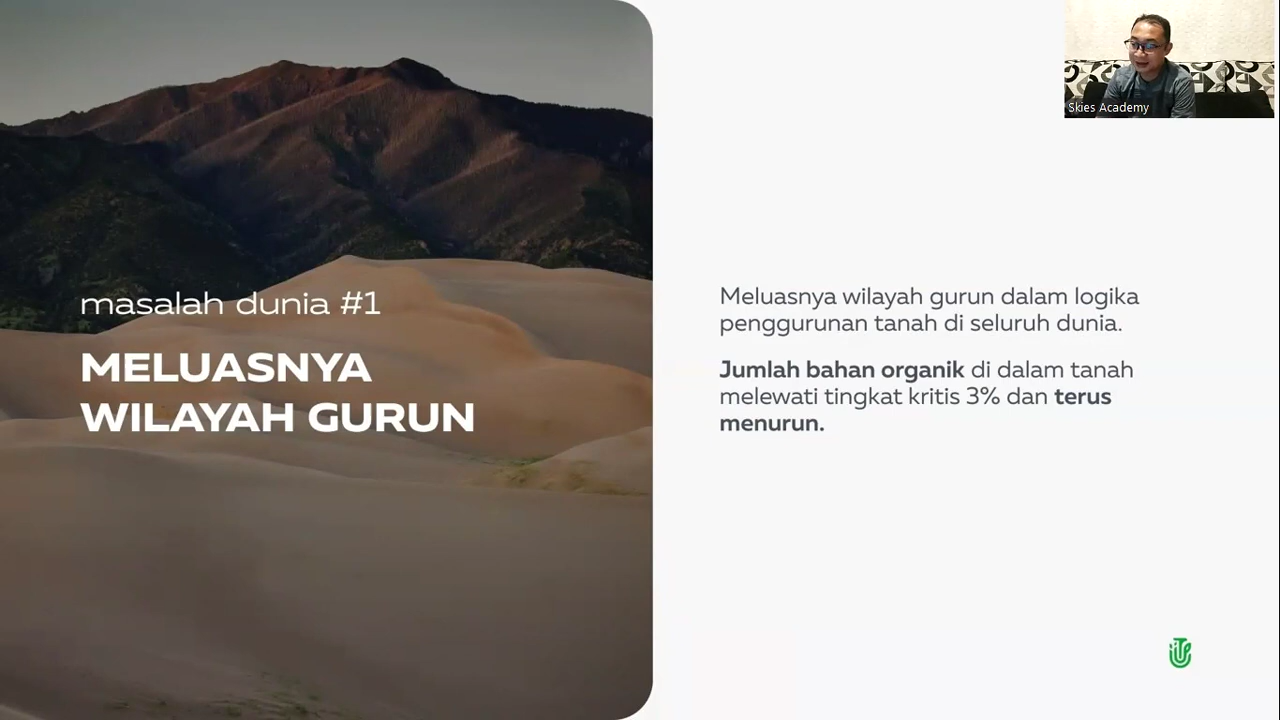 masalah dunia #1
MELUASNYA
WILAYAH GURUN
Meluasnya wilayah gurun dalam logika
penggurunan tanah di seluruh dunia.
Jumlah bahan organik di dalam tanah
melewati tingkat kritis 3% dan terus
menurun.
Skies Academy